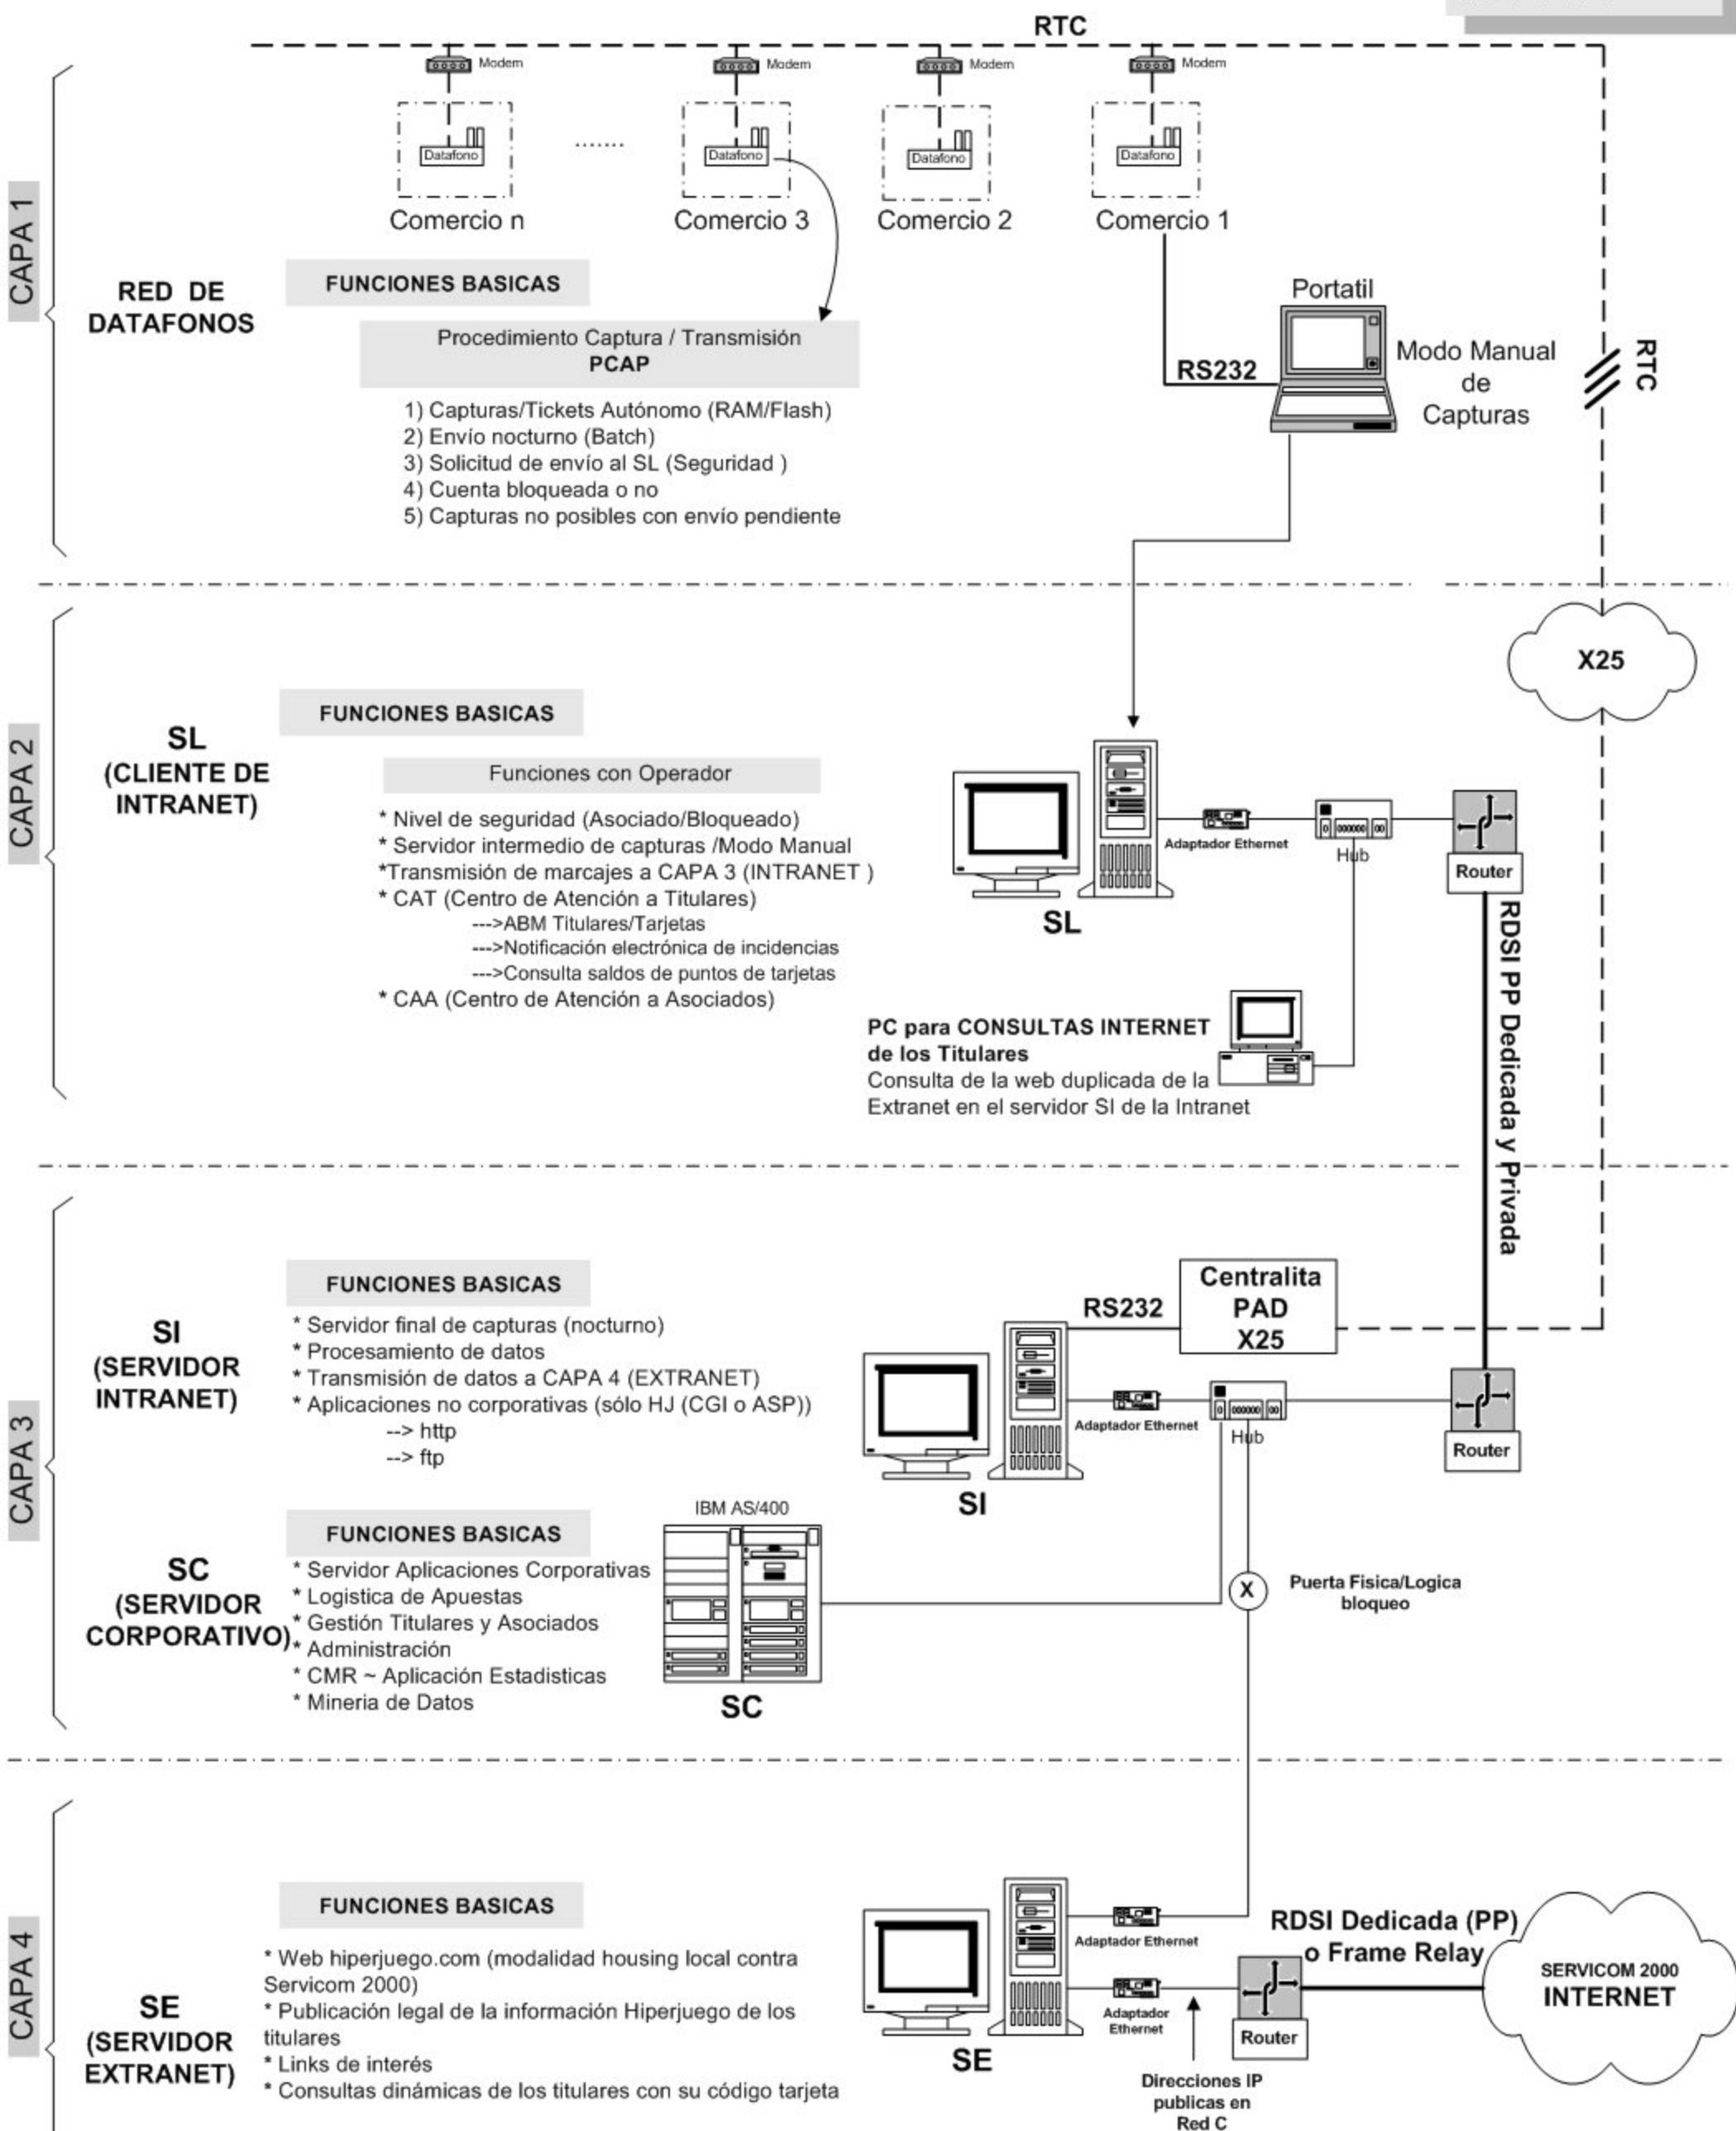 RTC
Modem
Modem
Modem
Modem
Datafono
.......
Datafono
Datafono
Datafono
Comercio n
Comercio 3
Comercio 2
Comercio 1
CAPA 1
RED DE
DATAFONOS
FUNCIONES BASICAS
Procedimiento Captura / Transmisión
PCAP
1) Capturas/Tickets Autónomo (RAM/Flash)
2) Envío nocturno (Batch)
3) Solicitud de envío al SL (Seguridad )
4) Cuenta bloqueada o no
5) Capturas no posibles con envío pendiente
Portatil
RS232
Modo Manual
de
Capturas
RTC
X25
CAPA 2
SL
(CLIENTE DE
INTRANET)
FUNCIONES BASICAS
Funciones con Operador
* Nivel de seguridad (Asociado/Bloqueado)
* Servidor intermedio de capturas /Modo Manual
*Transmisión de marcajes a CAPA 3 (INTRANET )
* CAT (Centro de Atención a Titulares)
--->ABM Titulares/Tarjetas
--->Notificación electrónica de incidencias
--->Consulta saldos de puntos de tarjetas
* CAA (Centro de Atención a Asociados)
SL
Adaptador Ethernet
Hub
Router
RDSI PP Dedicada y Privada
PC para CONSULTAS INTERNET
de los Titulares
Consulta de la web duplicada de la
Extranet en el servidor SI de la Intranet
CAPA 3
SI
(SERVIDOR
INTRANET)
FUNCIONES BASICAS
* Servidor final de capturas (nocturno)
* Procesamiento de datos
* Transmisión de datos a CAPA 4 (EXTRANET)
* Aplicaciones no corporativas (sólo HJ (CGI o ASP))
--> http
--> ftp
RS232
Centralita
PAD
X25
SI
Adaptador Ethernet
Hub
Router
SC
(SERVIDOR
CORPORATIVO)
FUNCIONES BASICAS
* Servidor Aplicaciones Corporativas
* Logistica de Apuestas
* Gestión Titulares y Asociados
* Administración
* CMR ~ Aplicación Estadisticas
* Mineria de Datos
IBM AS/400
SC
X
Puerta Fisica/Logica
bloqueo
CAPA 4
SE
(SERVIDOR
EXTRANET)
FUNCIONES BASICAS
* Web hiperjuego.com (modalidad housing local contra
Servicom 2000)
* Publicación legal de la información Hiperjuego de los
titulares
* Links de interés
* Consultas dinámicas de los titulares con su código tarjeta
SE
Adaptador Ethernet
Adaptador
Ethernet
Direcciones IP
publicas en
Red C
Router
RDSI Dedicada (PP)
o Frame Relay
SERVICOM 2000
INTERNET